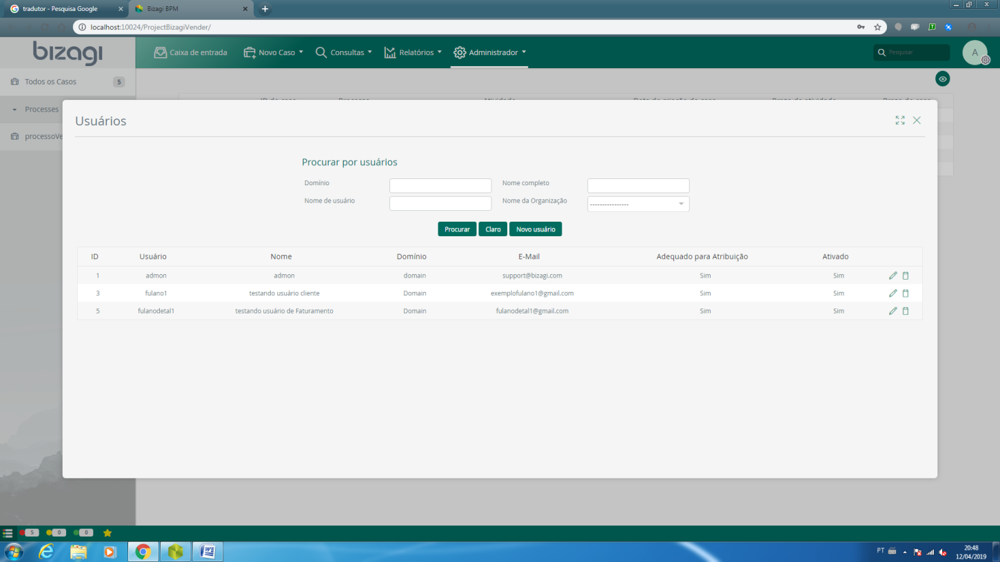 tradutor - Pesquisa Google
Bizagi BPM
localhost:10024/ProjectBizagiVender/
bizagi
Caixa de entrada
Novo Caso
Consultas
Relatórios
Administrador
Pesquisar
A
Todos os Casos 5
Processes
processoVe
Usuários
Procurar por usuários
Domínio
Nome completo
Nome de usuário
Nome da Organização
---------------
Procurar
Claro
Novo usuário
ID Usuário Nome Domínio E-Mail Adequado para Atribuição Ativado
1 admon admon domain support@bizagi.com Sim Sim
3 fulano1 testando usuário cliente Domain exemplofulano1@gmail.com Sim Sim
5 fulanodetal1 testando usuário de Faturamento Domain fulanodetal1@gmail.com Sim Sim
5 0 0
PT
20:48
12/04/2019